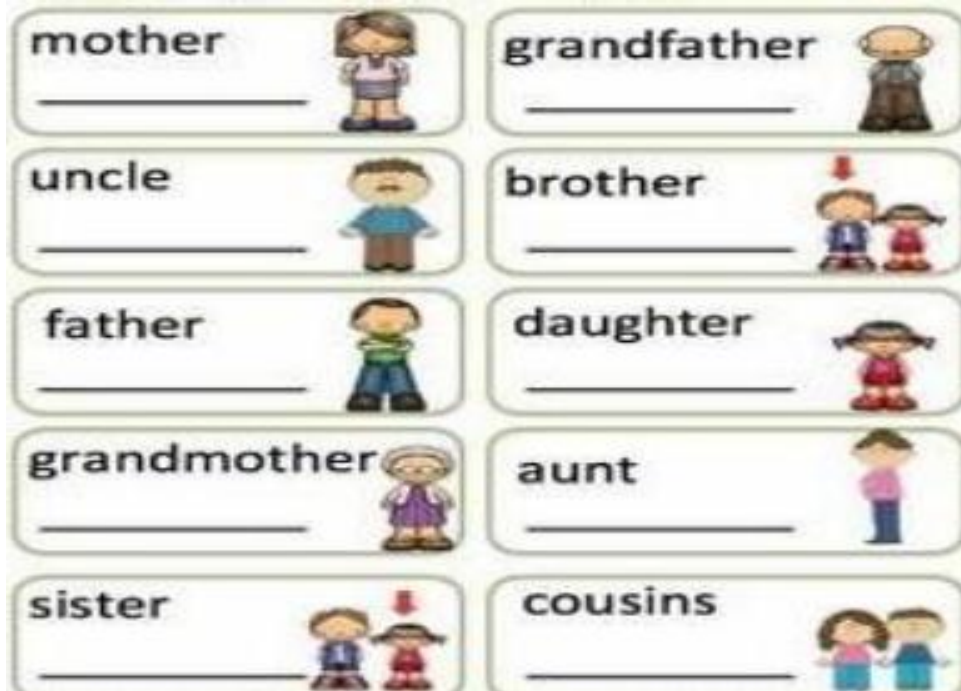 mother
grandfather
uncle
brother
father
daughter
grandmother
aunt
sister
cousins